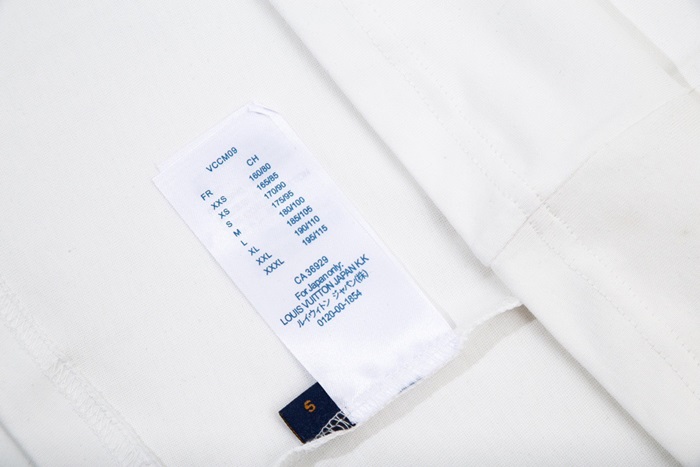 VCCM09
FR CH
XXS 160/80
XS 165/85
S 170/90
M 175/95
L 180/100
XL 185/105
XXL 190/110
XXXL 195/115
CA 36929
For Japan only:
LOUIS VUITTON JAPAN K.K
ルイ・ヴィトン ジャパン(株)
0120-00-1854
S